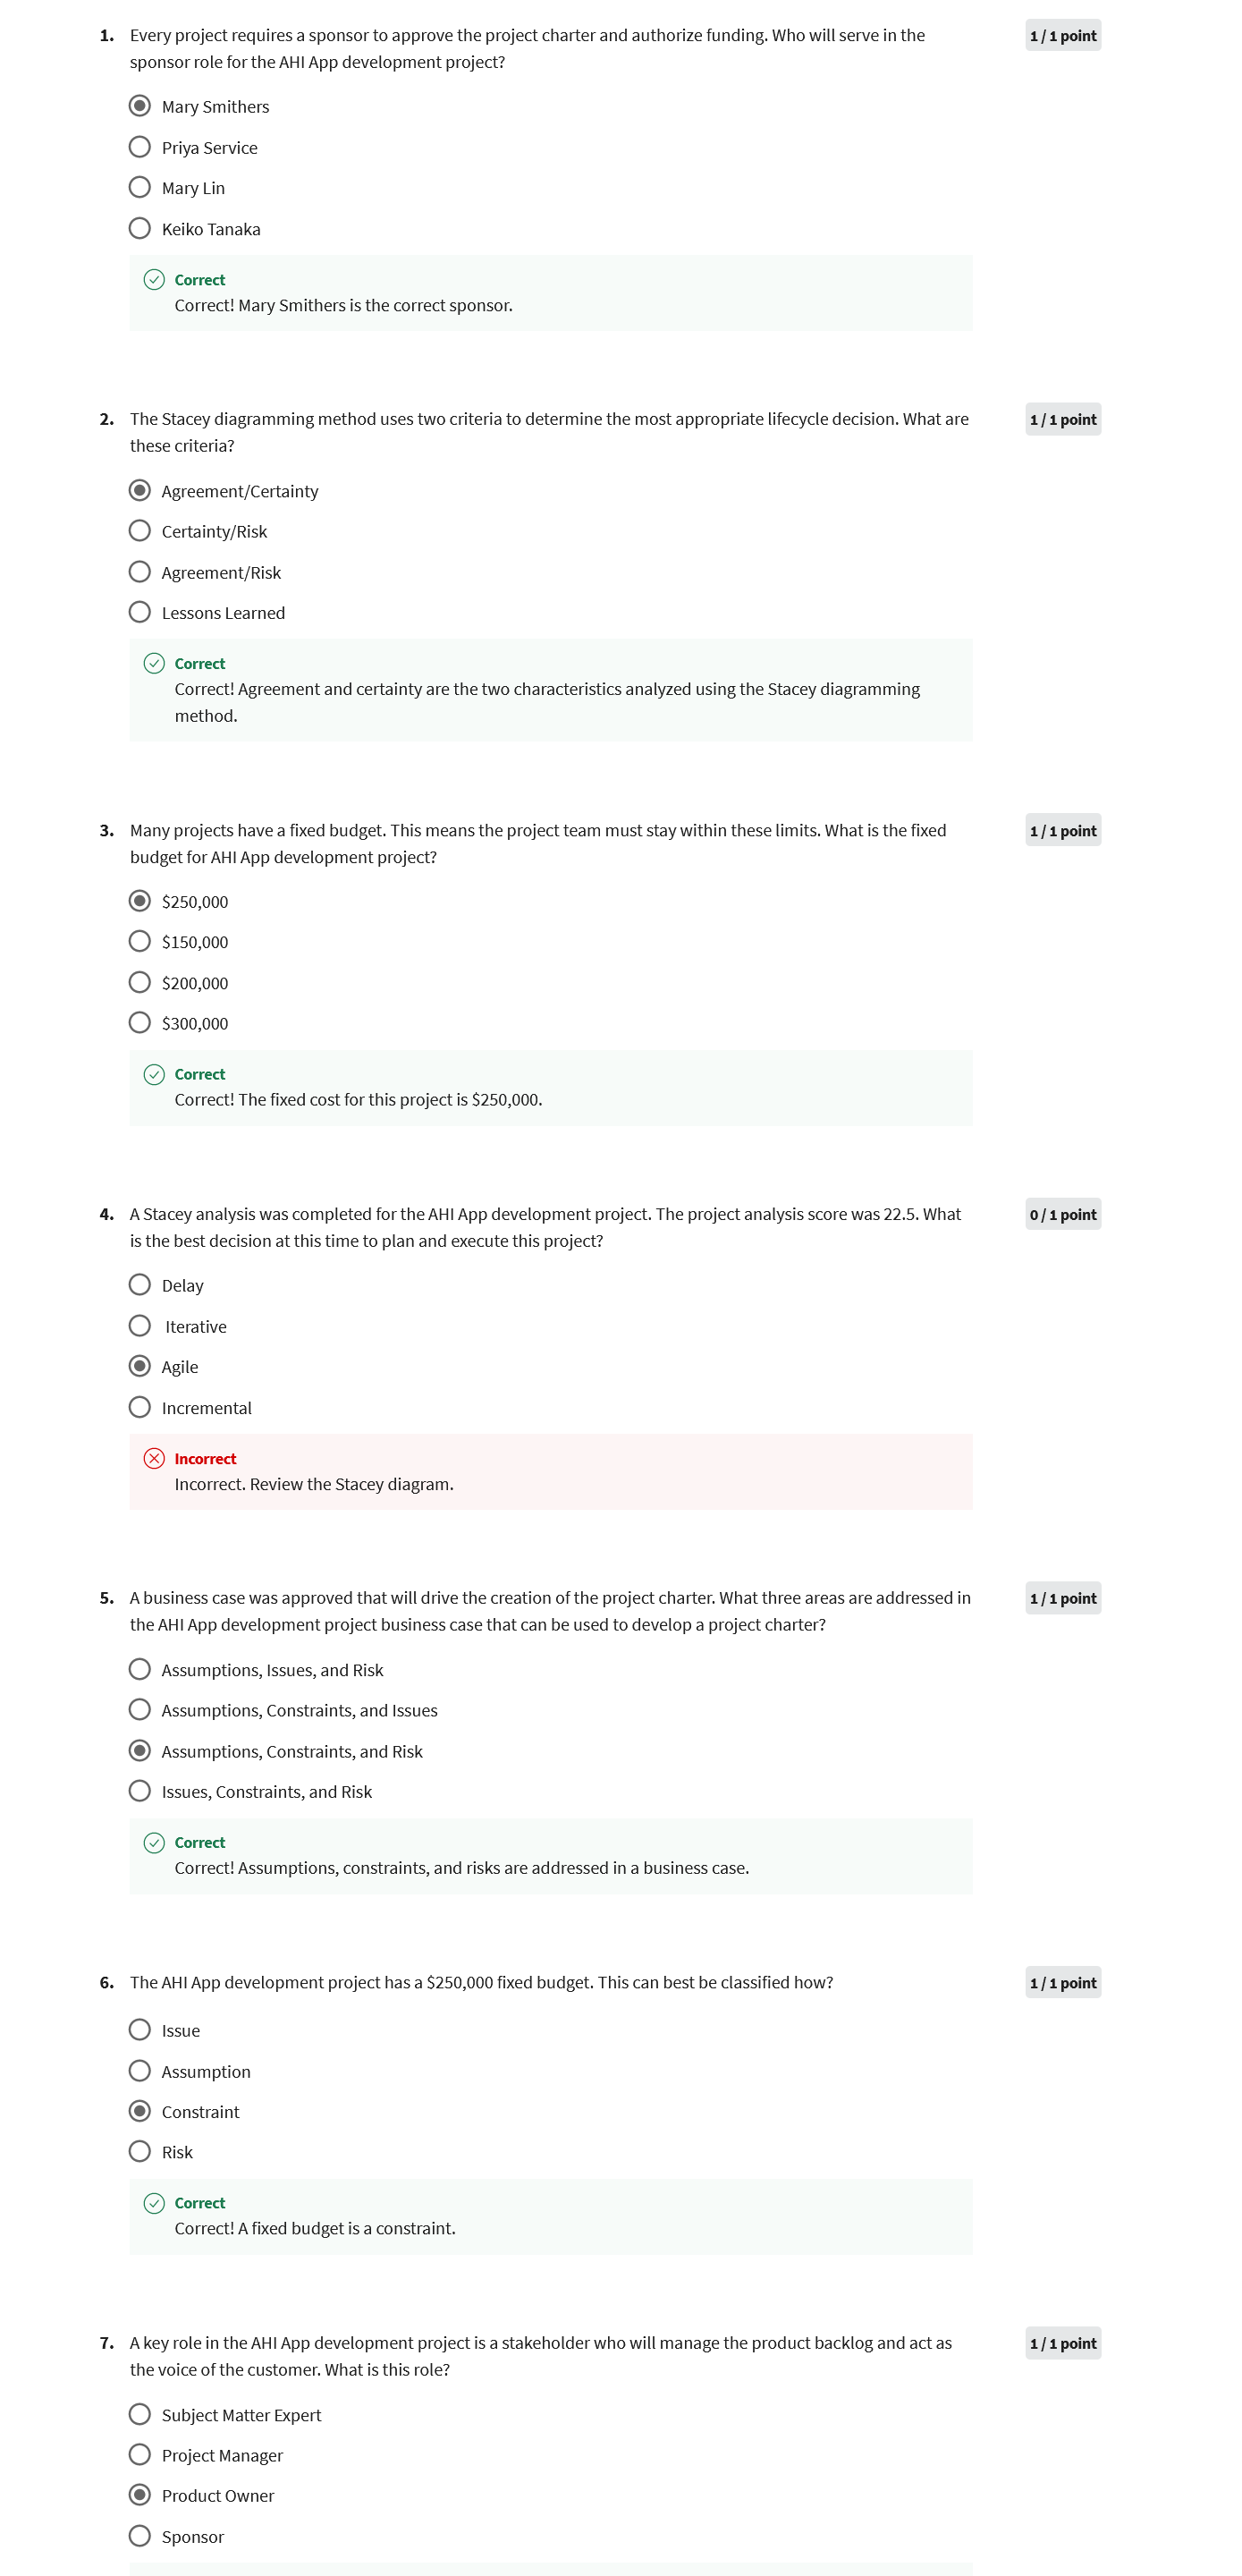 1. Every project requires a sponsor to approve the project charter and authorize funding. Who will serve in the
sponsor role for the AHI App development project?
1 / 1 point
Mary Smithers
Priya Service
Mary Lin
Keiko Tanaka
Correct
Correct! Mary Smithers is the correct sponsor.
2. The Stacey diagramming method uses two criteria to determine the most appropriate lifecycle decision. What are
these criteria?
1 / 1 point
Agreement/Certainty
Certainty/Risk
Agreement/Risk
Lessons Learned
Correct
Correct! Agreement and certainty are the two characteristics analyzed using the Stacey diagramming
method.
3. Many projects have a fixed budget. This means the project team must stay within these limits. What is the fixed
budget for AHI App development project?
1 / 1 point
$250,000
$150,000
$200,000
$300,000
Correct
Correct! The fixed cost for this project is $250,000.
4. A Stacey analysis was completed for the AHI App development project. The project analysis score was 22.5. What
is the best decision at this time to plan and execute this project?
0 / 1 point
Delay
Iterative
Agile
Incremental
Incorrect
Incorrect. Review the Stacey diagram.
5. A business case was approved that will drive the creation of the project charter. What three areas are addressed in
the AHI App development project business case that can be used to develop a project charter?
1 / 1 point
Assumptions, Issues, and Risk
Assumptions, Constraints, and Issues
Assumptions, Constraints, and Risk
Issues, Constraints, and Risk
Correct
Correct! Assumptions, constraints, and risks are addressed in a business case.
6. The AHI App development project has a $250,000 fixed budget. This can best be classified how?
1 / 1 point
Issue
Assumption
Constraint
Risk
Correct
Correct! A fixed budget is a constraint.
7. A key role in the AHI App development project is a stakeholder who will manage the product backlog and act as
the voice of the customer. What is this role?
1 / 1 point
Subject Matter Expert
Project Manager
Product Owner
Sponsor